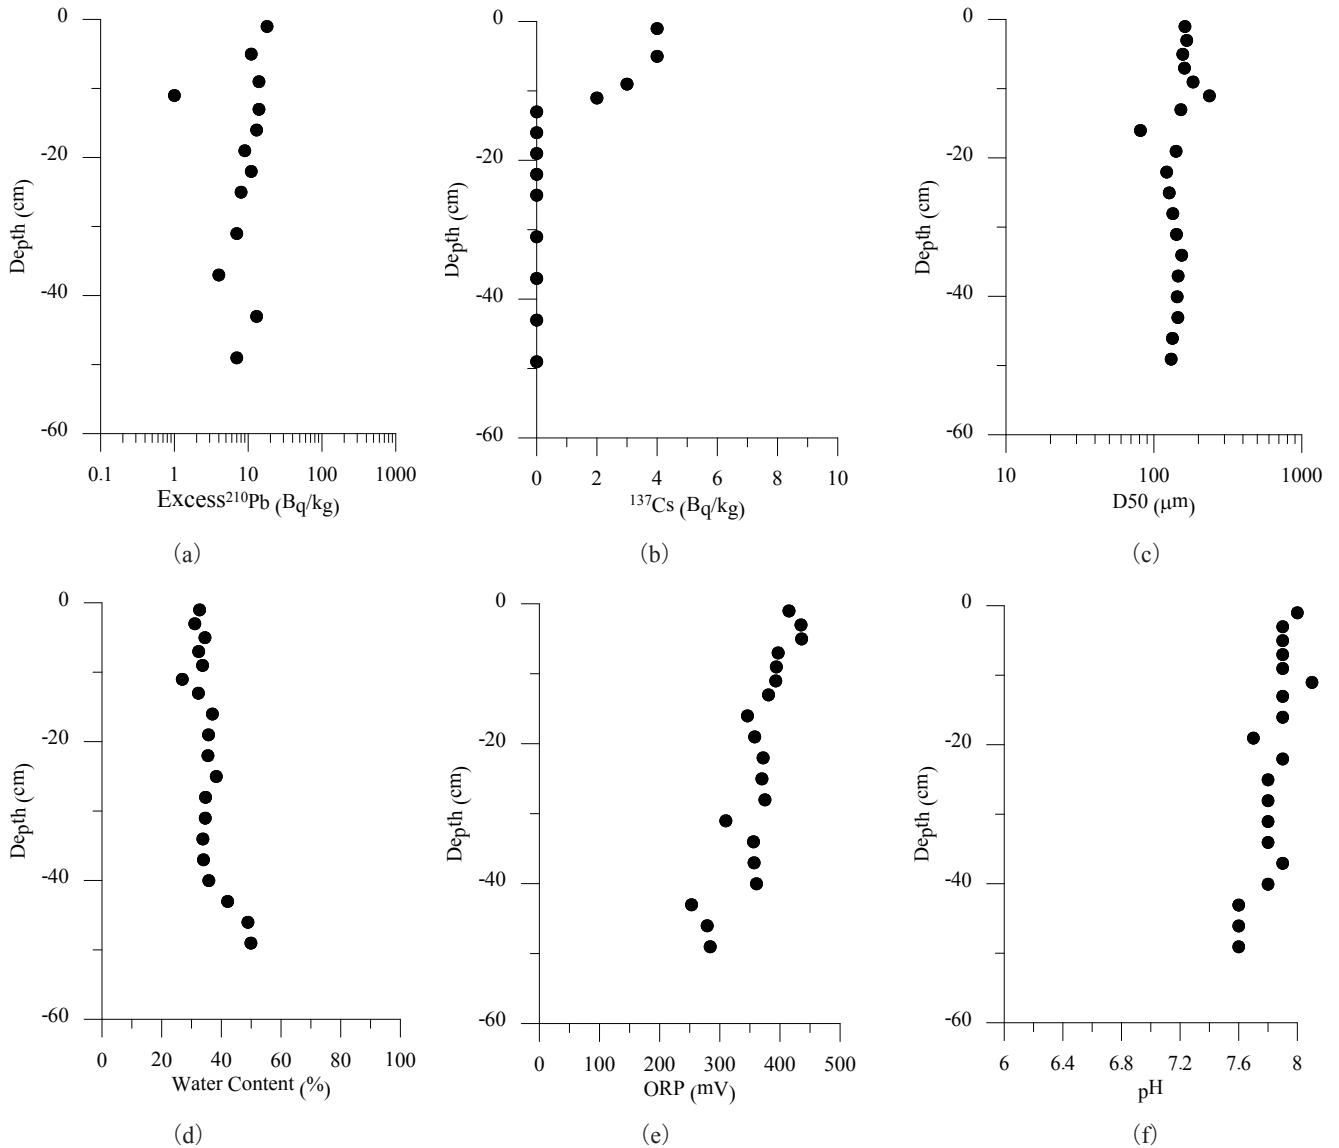 0
-20
-40
-60
Depth (cm)
0.1 1 10 100 1000
Excess²¹⁰Pb (Bq/kg)
(a)
0
-20
-40
-60
Depth (cm)
0 2 4 6 8 10
¹³⁷Cs (Bq/kg)
(b)
0
-20
-40
-60
Depth (cm)
10 100 1000
D50 (μm)
(c)
0
-20
-40
-60
Depth (cm)
0 20 40 60 80 100
Water Content (%)
(d)
0
-20
-40
-60
Depth (cm)
0 100 200 300 400 500
ORP (mV)
(e)
0
-20
-40
-60
Depth (cm)
6 6.4 6.8 7.2 7.6 8
pH
(f)